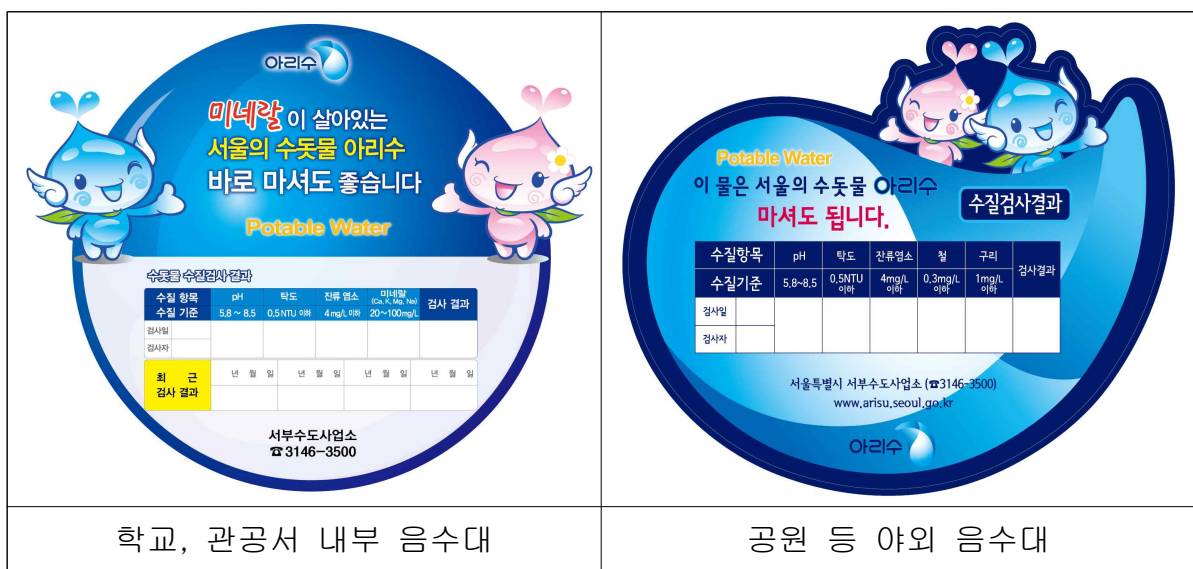 아리수
미네랄이 살아있는
서울의 수돗물 아리수
바로 마셔도 좋습니다
Potable Water
수돗물 수질검사 결과
수질 항목 pH 탁도 잔류 염소 미네랄 (Ca, K, Mg, Na) 검사 결과
수질 기준 5.8 ~ 8.5 0.5 NTU 이하 4 mg/L 이하 20~100mg/L
검사일
검사자
최 근 검사 결과 년 월 일 년 월 일 년 월 일 년 월 일
서부수도사업소
☎3146-3500
학교, 관공서 내부 음수대
Potable Water
이 물은 서울의 수돗물 아리수
마셔도 됩니다.
수질검사결과
수질항목 pH 탁도 잔류염소 철 구리 검사결과
수질기준 5.8~8.5 0.5NTU 이하 4mg/L 이하 0.3mg/L 이하 1mg/L 이하
검사일
검사자
서울특별시 서부수도사업소 (☎3146-3500)
www.arisu.seoul.go.kr
아리수
공원 등 야외 음수대